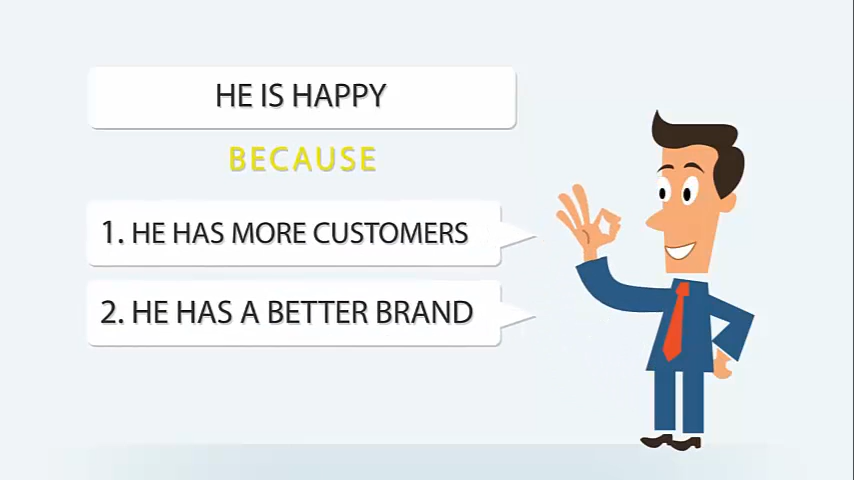 HE IS HAPPY
BECAUSE
1. HE HAS MORE CUSTOMERS
2. HE HAS A BETTER BRAND